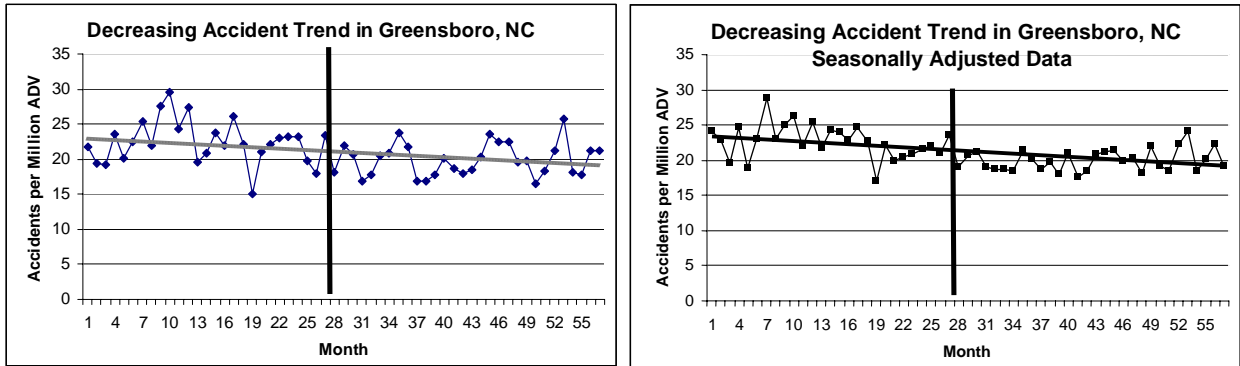 Decreasing Accident Trend in Greensboro, NC
Accidents per Million ADV
35
30
25
20
15
10
5
0
1 4 7 10 13 16 19 22 25 28 31 34 37 40 43 46 49 52 55
Month
Decreasing Accident Trend in Greensboro, NC
Seasonally Adjusted Data
Accidents per Million ADV
35
30
25
20
15
10
5
0
1 4 7 10 13 16 19 22 25 28 31 34 37 40 43 46 49 52 55
Month